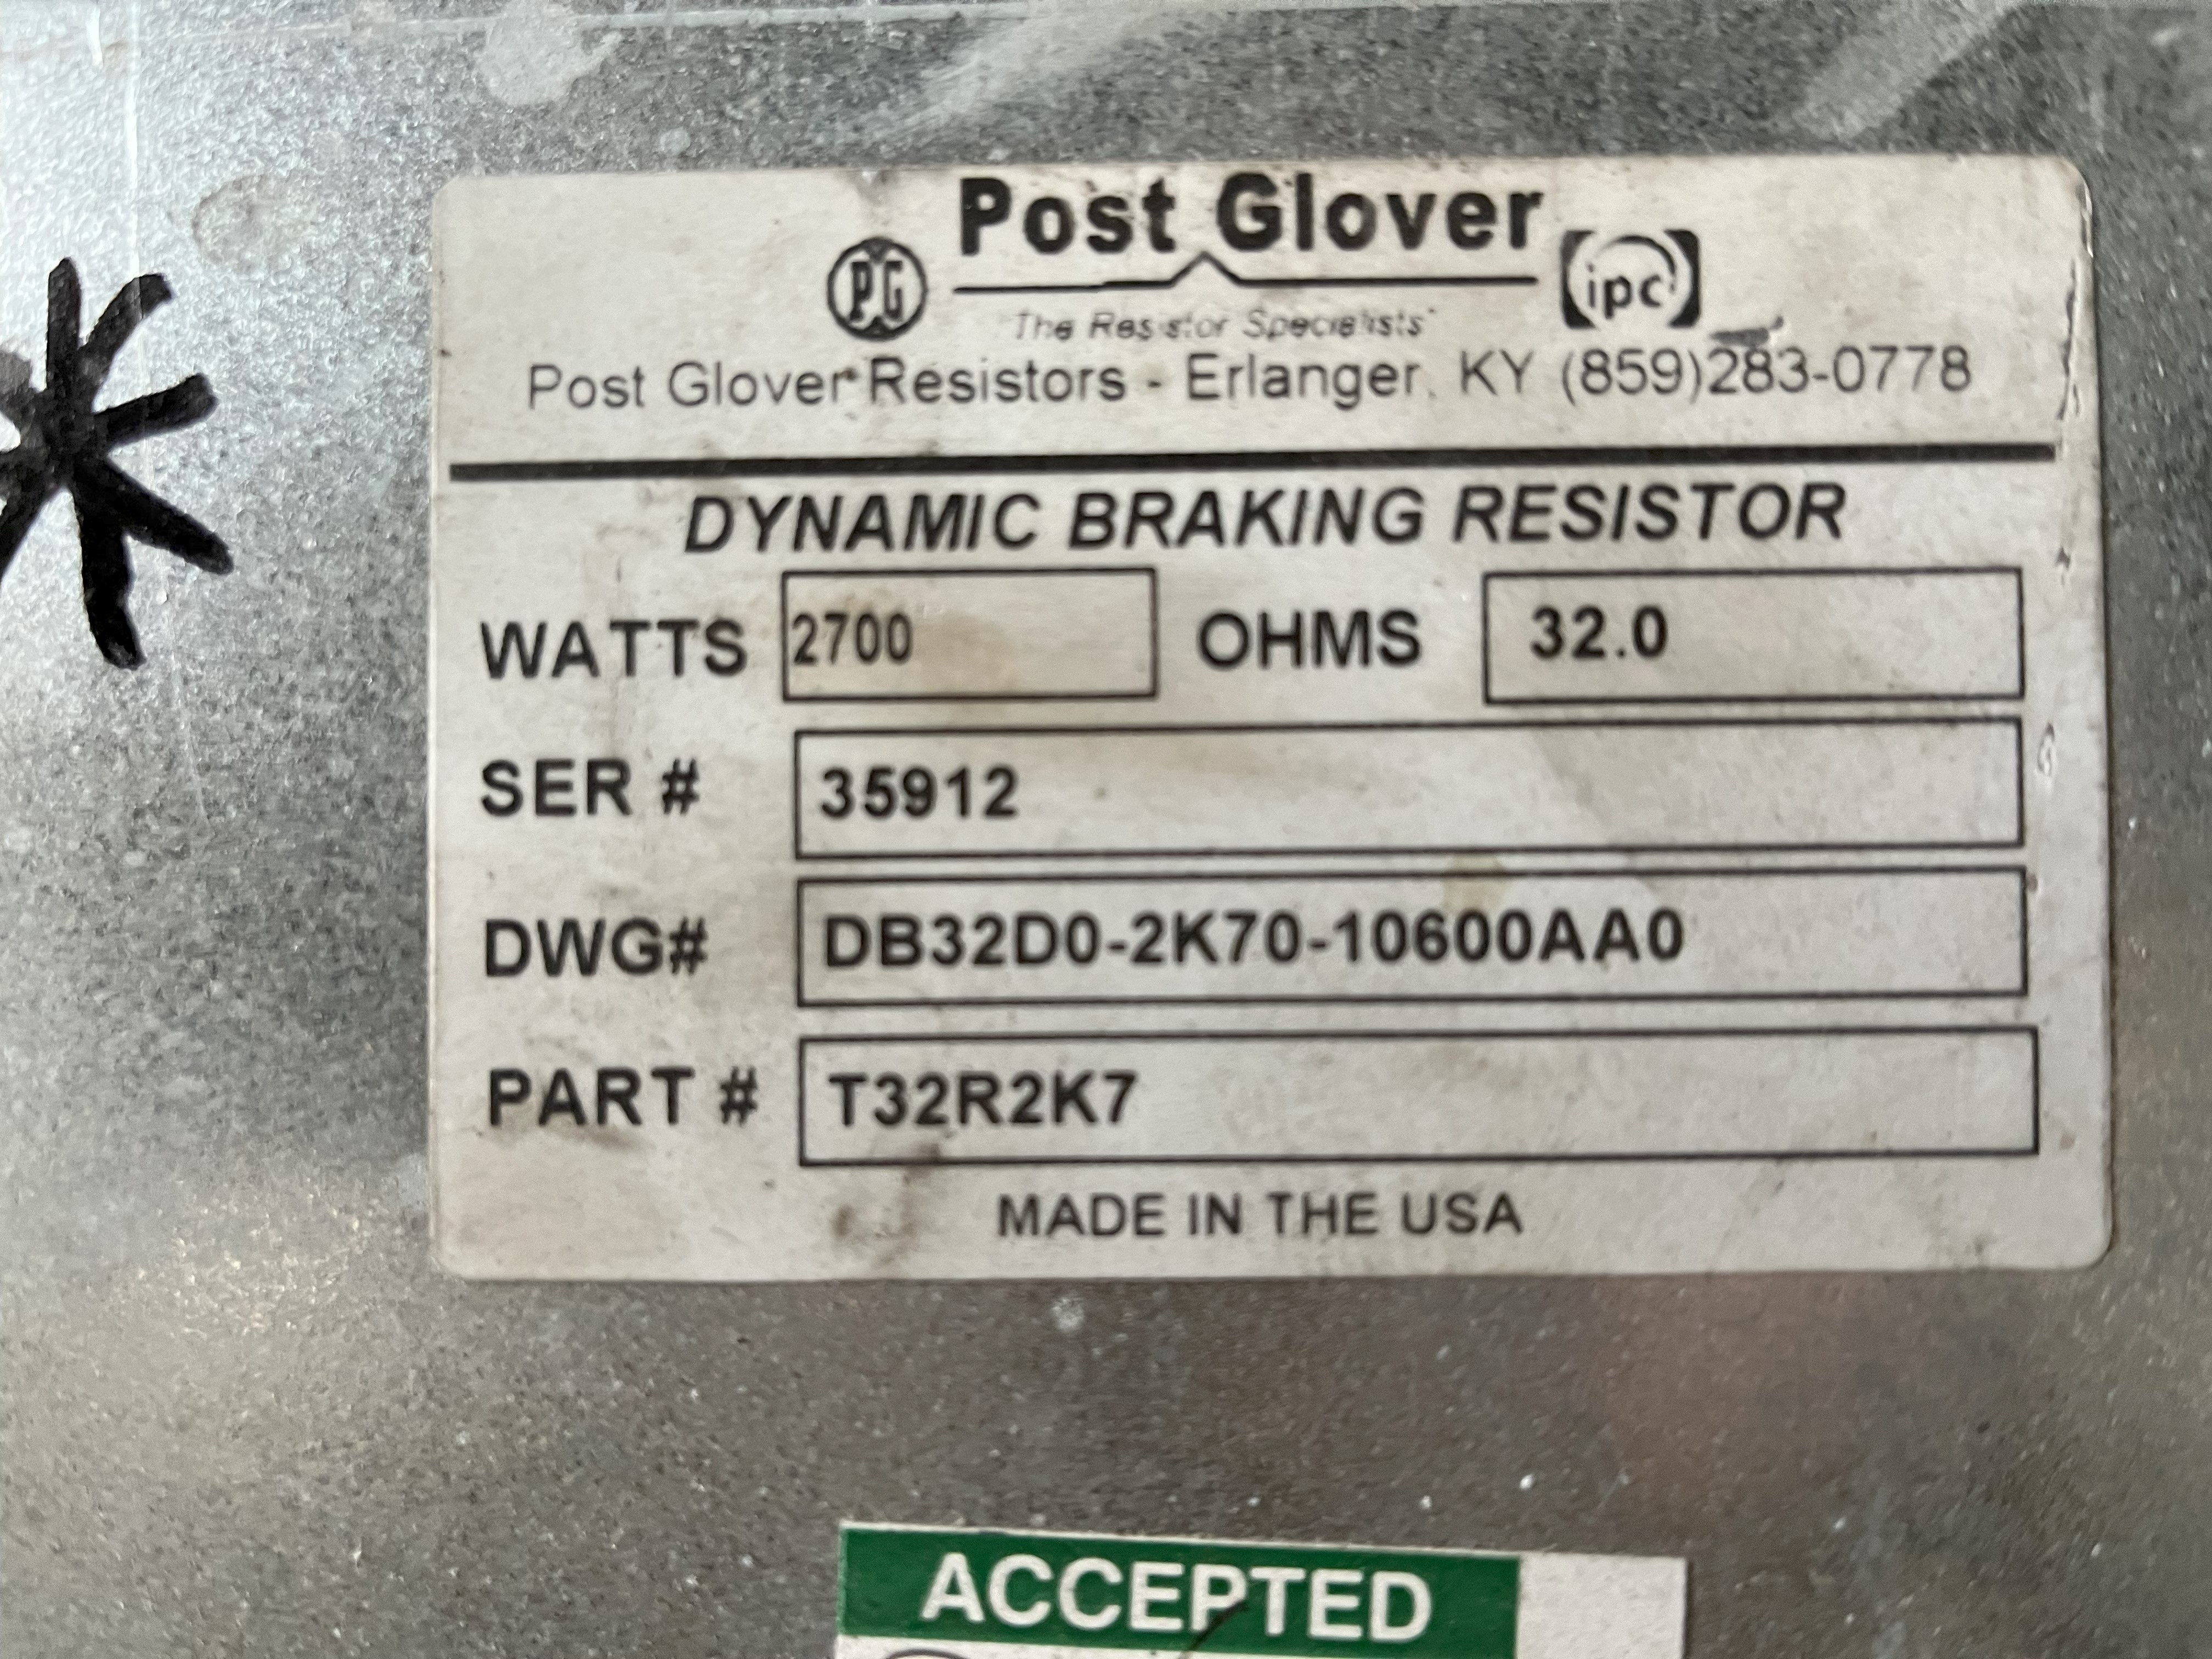 Post Glover
PG
ipc
The Resistor Specialists
Post Glover Resistors - Erlanger, KY (859)283-0778
DYNAMIC BRAKING RESISTOR
WATTS 2700 OHMS 32.0
SER # 35912
DWG# DB32D0-2K70-10600AA0
PART # T32R2K7
MADE IN THE USA
ACCEPTED